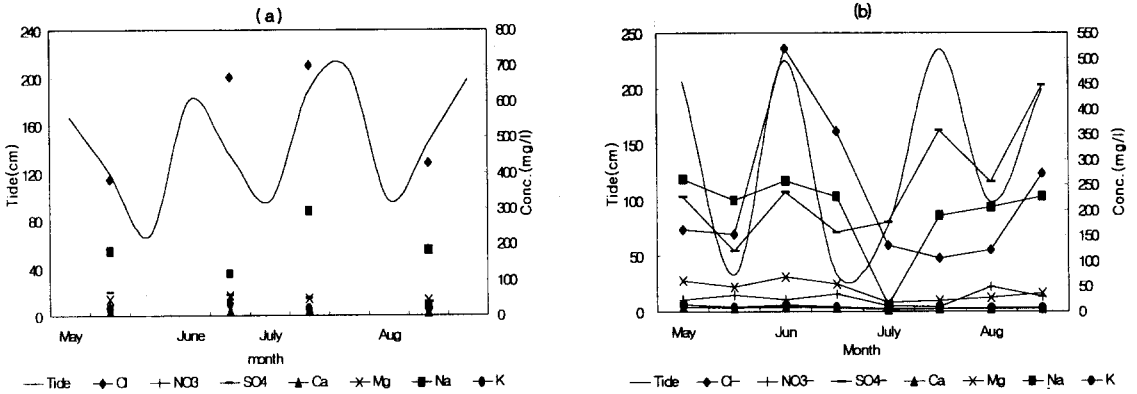 (a)
240
200
160
120
80
40
0
Tide(cm)
800
700
600
500
400
300
200
100
0
Conc.(mg/l)
May June July Aug
month
Tide Cl NO3 SO4 Ca Mg Na K
(b)
250
200
150
100
50
0
Tide(cm)
550
500
450
400
350
300
250
200
150
100
50
0
Conc.(mg/l)
May Jun July Aug
Month
Tide Cl NO3 SO4 Ca Mg Na K